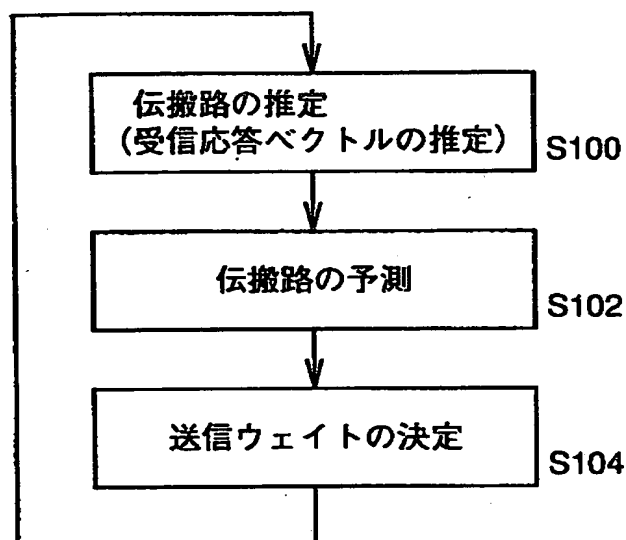 伝搬路の推定
(受信応答ベクトルの推定)
S100
伝搬路の予測
S102
送信ウェイトの決定
S104